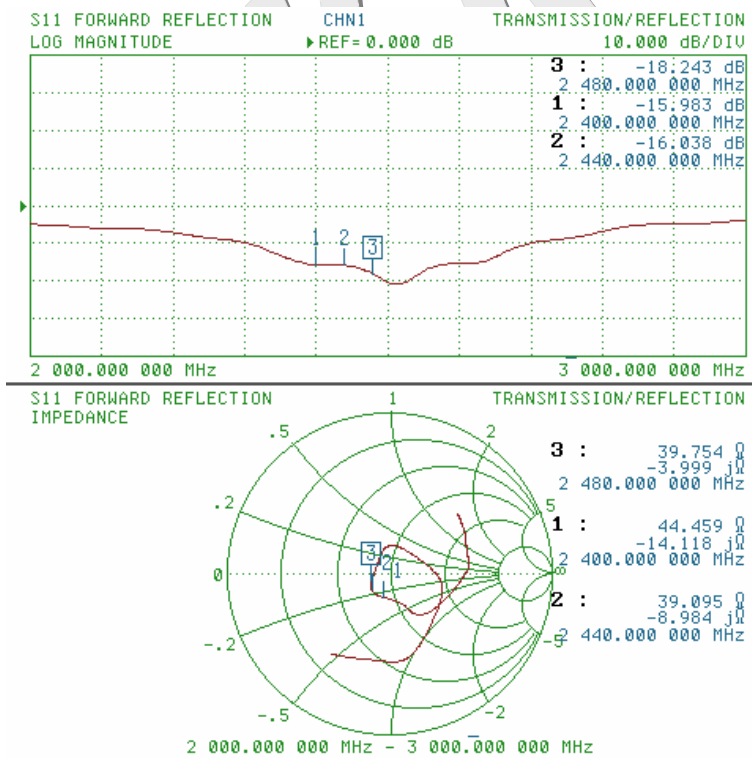 S11 FORWARD REFLECTION CHN1 TRANSMISSION/REFLECTION
LOG MAGNITUDE ▶REF= 0.000 dB 10.000 dB/DIV
3 : -18.243 dB
2 480.000 000 MHz
1 : -15.983 dB
2 400.000 000 MHz
2 : -16.038 dB
2 440.000 000 MHz
1 2 3
2 000.000 000 MHz 3 000.000 000 MHz
S11 FORWARD REFLECTION 1 TRANSMISSION/REFLECTION
IMPEDANCE
.5 2
3 : 39.754 Ω
-3.999 jΩ
2 480.000 000 MHz
.2 5
1 : 44.459 Ω
-14.118 jΩ
2 400.000 000 MHz
3 2 1
0 ∞
2 : 39.095 Ω
-8.984 jΩ
2 440.000 000 MHz
-.2 -5
-.5 -2
2 000.000 000 MHz - 3 000.000 000 MHz